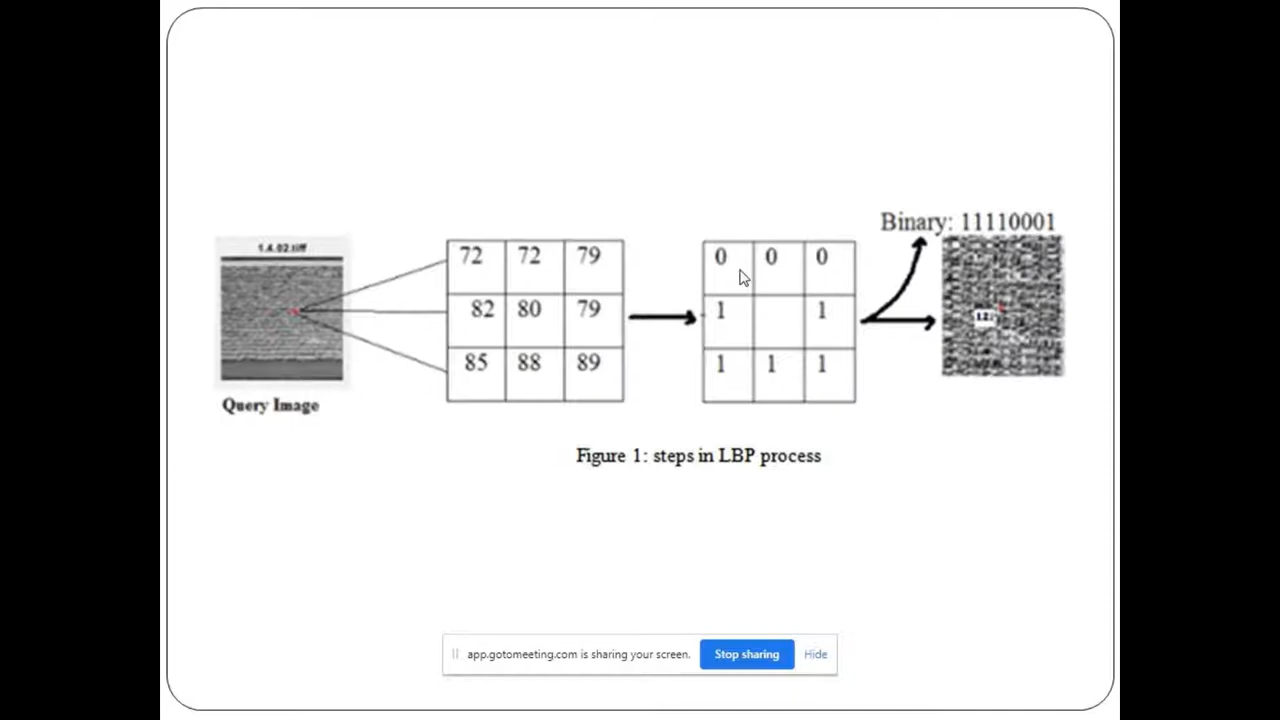 Binary: 11110001
1.4.02.tiff
72 72 79
0 0 0
82 80 79
1 1
85 88 89
1 1 1
Query Image
Figure 1: steps in LBP process
app.gotomeeting.com is sharing your screen.
Stop sharing
Hide